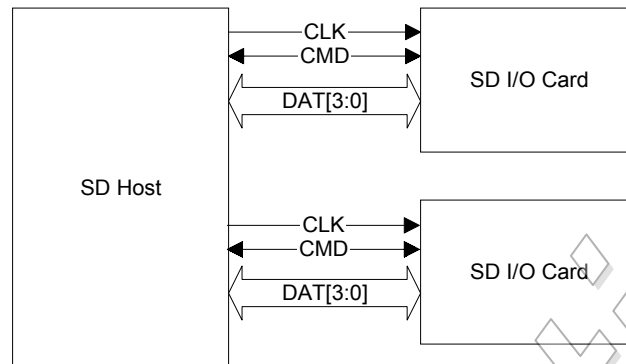 CLK
CMD
SD I/O Card
DAT[3:0]
SD Host
CLK
CMD
SD I/O Card
DAT[3:0]